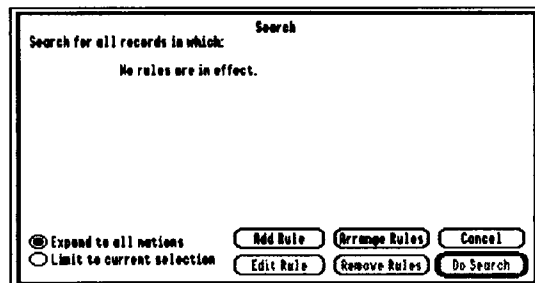 Search
Search for all records in which:
No rules are in effect.
Expand to all nations
Limit to current selection
Add Rule
Arrange Rules
Cancel
Edit Rule
Remove Rules
Do Search